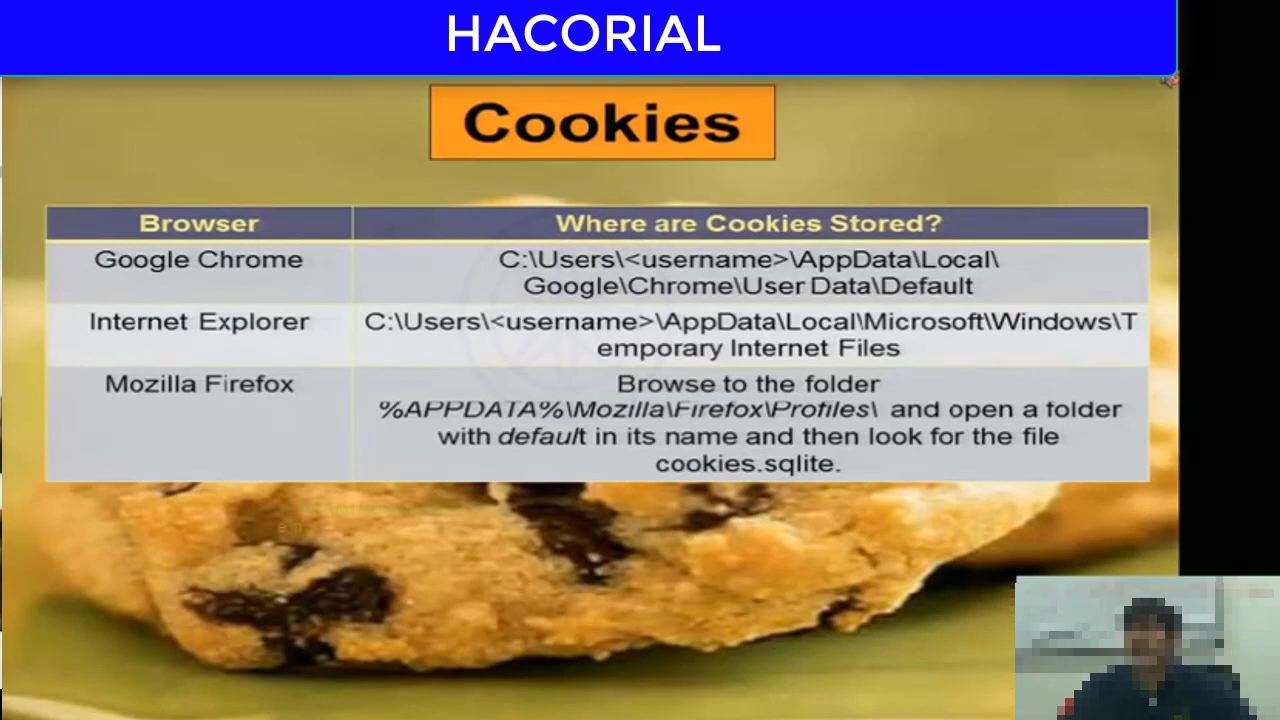 HACORIAL
Cookies
Browser
Where are Cookies Stored?
Google Chrome
C:\Users\<username>\AppData\Local\
Google\Chrome\User Data\Default
Internet Explorer
C:\Users\<username>\AppData\Local\Microsoft\Windows\T
emporary Internet Files
Mozilla Firefox
Browse to the folder
%APPDATA%\Mozilla\Firefox\Profiles\ and open a folder
with default in its name and then look for the file
cookies.sqlite.